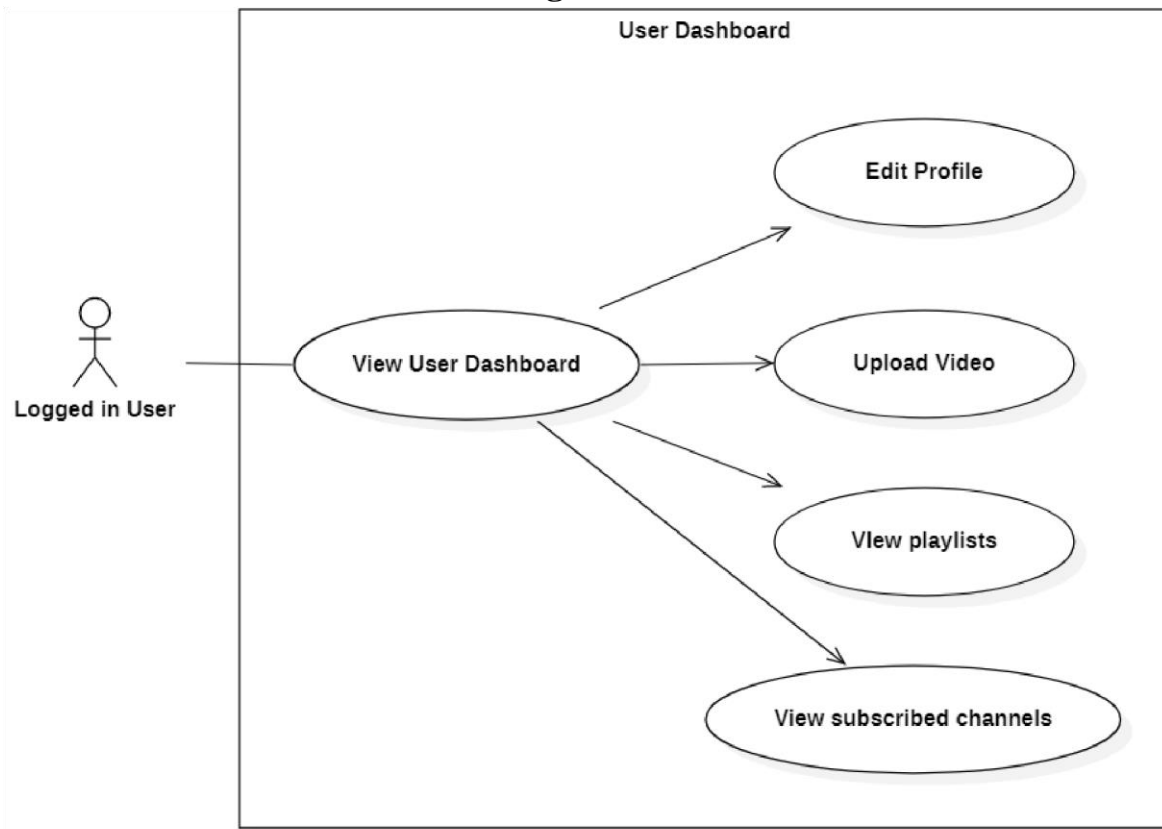 User Dashboard
Edit Profile
View User Dashboard
Upload Video
Logged in User
VIew playlists
View subscribed channels